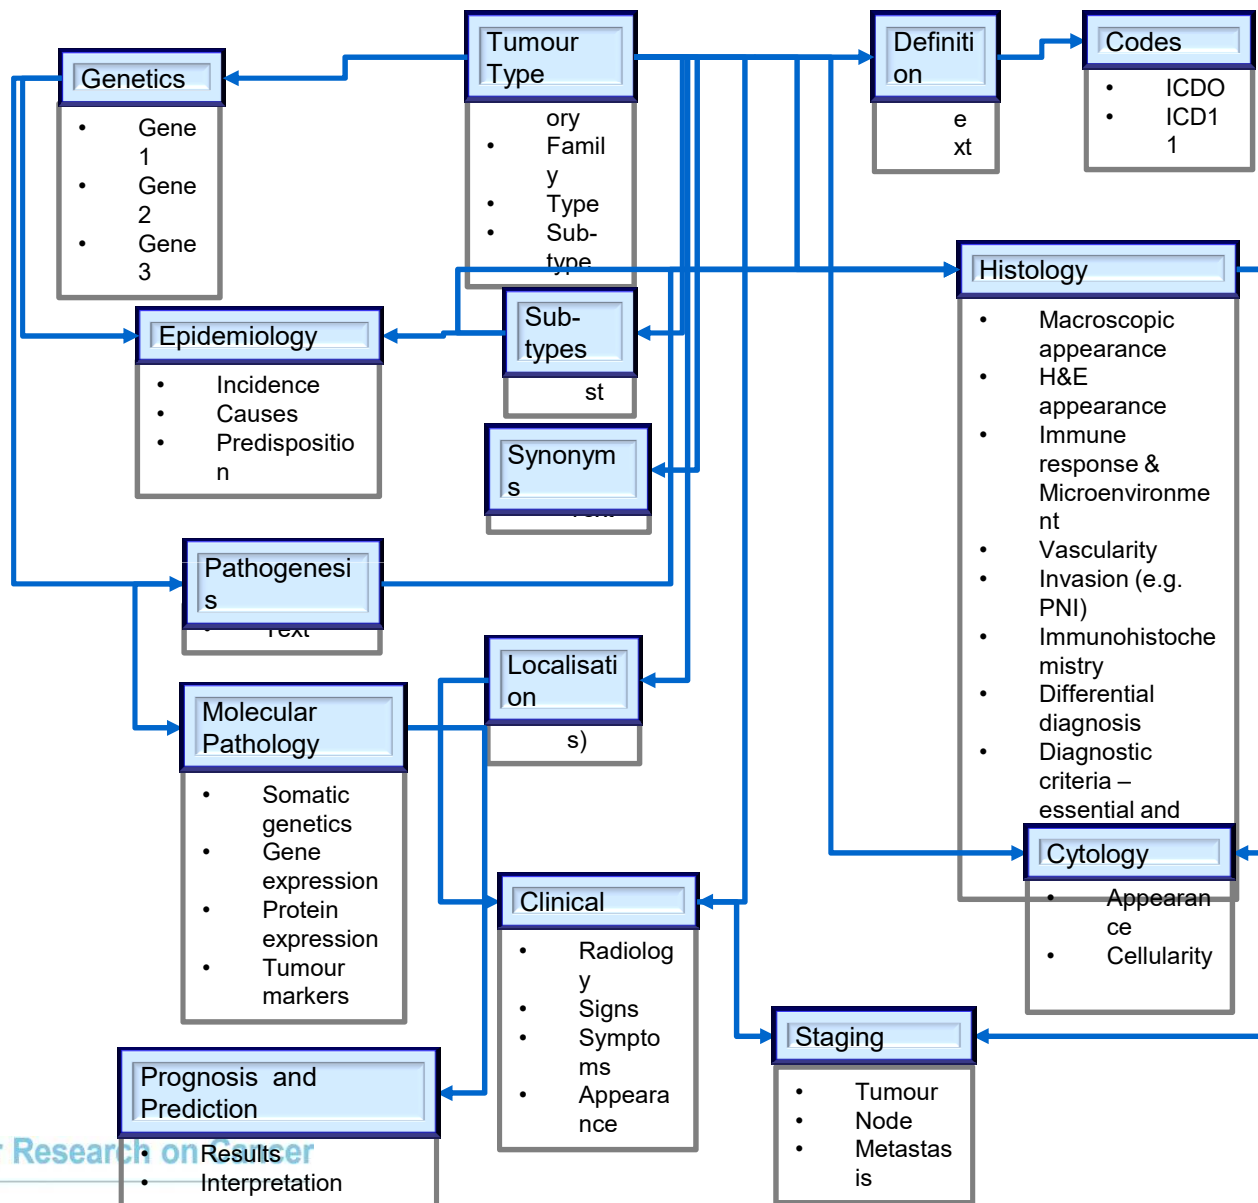 Tumour
Type
ory
• Famil
y
• Type
• Sub-
type
Definiti
on
e
xt
Codes
• ICDO
• ICD1
1
Genetics
• Gene
1
• Gene
2
• Gene
3
Histology
• Macroscopic
appearance
• H&E
appearance
• Immune
response &
Microenvironme
nt
• Vascularity
• Invasion (e.g.
PNI)
• Immunohistoche
mistry
• Differential
diagnosis
• Diagnostic
criteria –
essential and
Epidemiology
• Incidence
• Causes
• Predispositio
n
Sub-
types
st
Synonym
s
Pathogenesi
s
• Text
Localisati
on
s)
Molecular
Pathology
• Somatic
genetics
• Gene
expression
• Protein
expression
• Tumour
markers
Cytology
• Appearan
ce
• Cellularity
Clinical
• Radiolog
y
• Signs
• Sympto
ms
• Appeara
nce
Staging
• Tumour
• Node
• Metastas
is
Prognosis and
Prediction
• Results
• Interpretation
r Research on Cancer